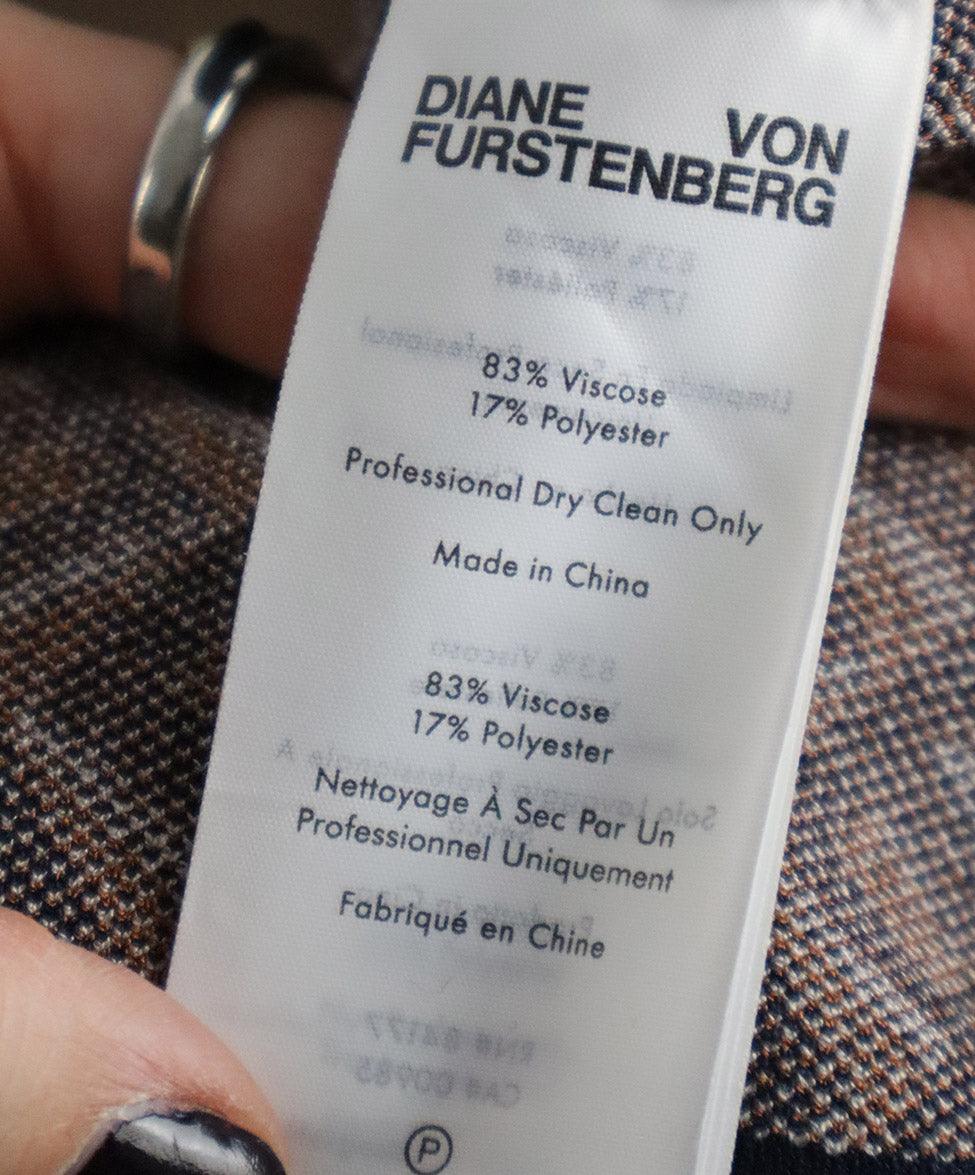 DIANE VON
FURSTENBERG
83% Viscose
17% Polyester
Professional Dry Clean Only
Made in China
83% Viscose
17% Polyester
Nettoyage À Sec Par Un
Professionnel Uniquement
Fabriqué en Chine
P